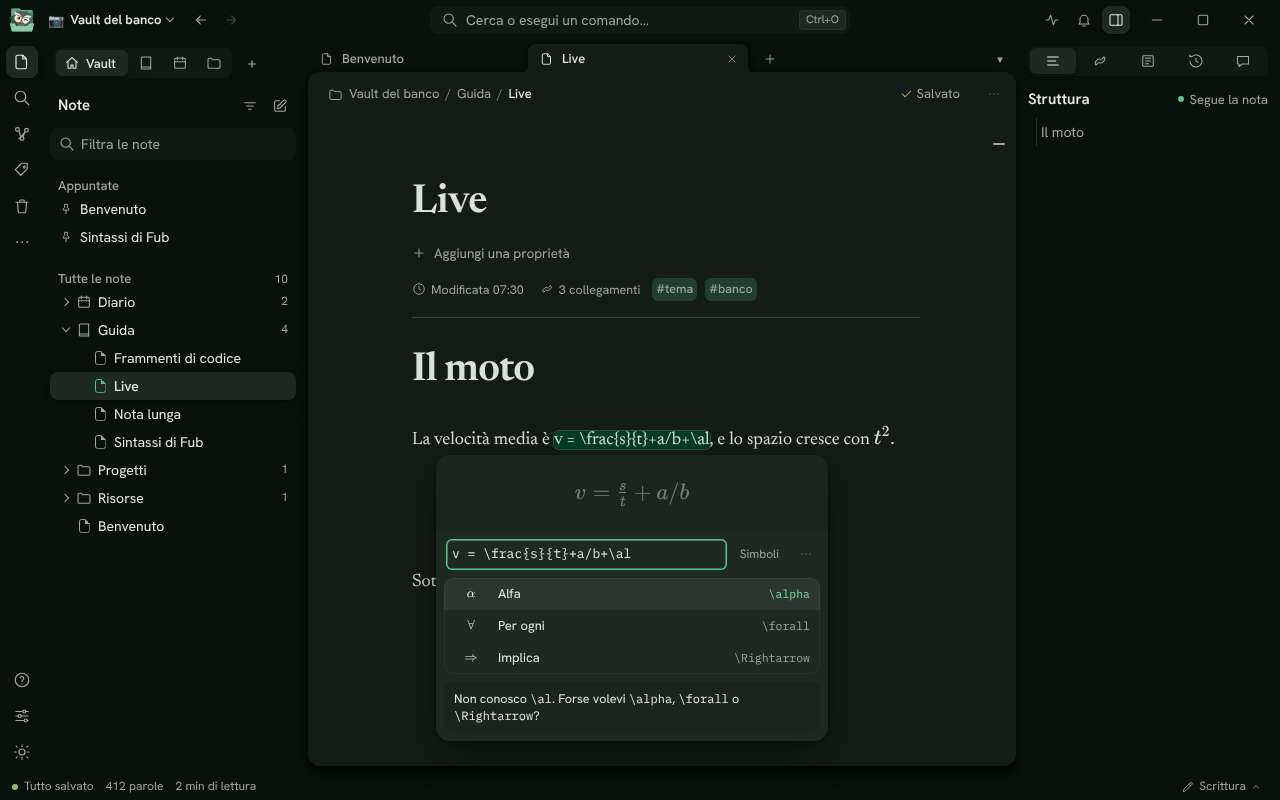 Vault del banco
Cerca o esegui un comando…
Ctrl+O
Vault
Benvenuto
Live
Note
Filtra le note
Appuntate
Benvenuto
Sintassi di Fub
Tutte le note 10
Diario 2
Guida 4
Frammenti di codice
Live
Nota lunga
Sintassi di Fub
Progetti 1
Risorse 1
Benvenuto
Vault del banco / Guida / Live
Salvato
Live
Aggiungi una proprietà
Modificata 07:30 3 collegamenti #tema #banco
Il moto
La velocità media è v = \frac{s}{t}+a/b+\al, e lo spazio cresce con t².
v = s/t + a/b
v = \frac{s}{t}+a/b+\al
Simboli
Sot
α Alfa \alpha
∀ Per ogni \forall
⇒ Implica \Rightarrow
Non conosco \al. Forse volevi \alpha, \forall o
\Rightarrow?
Struttura
Segue la nota
Il moto
Tutto salvato 412 parole 2 min di lettura
Scrittura